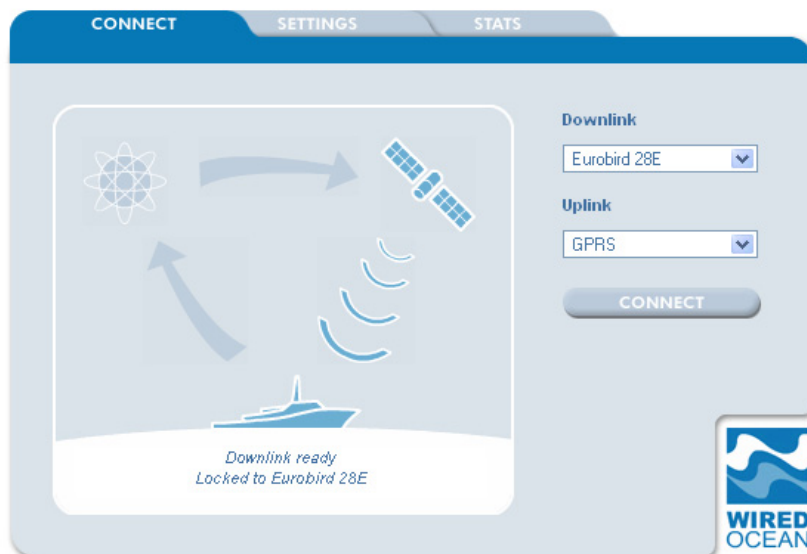 CONNECT
SETTINGS
STATS
Downlink
Eurobird 28E
Uplink
GPRS
CONNECT
Downlink ready
Locked to Eurobird 28E
WIRED
OCEAN